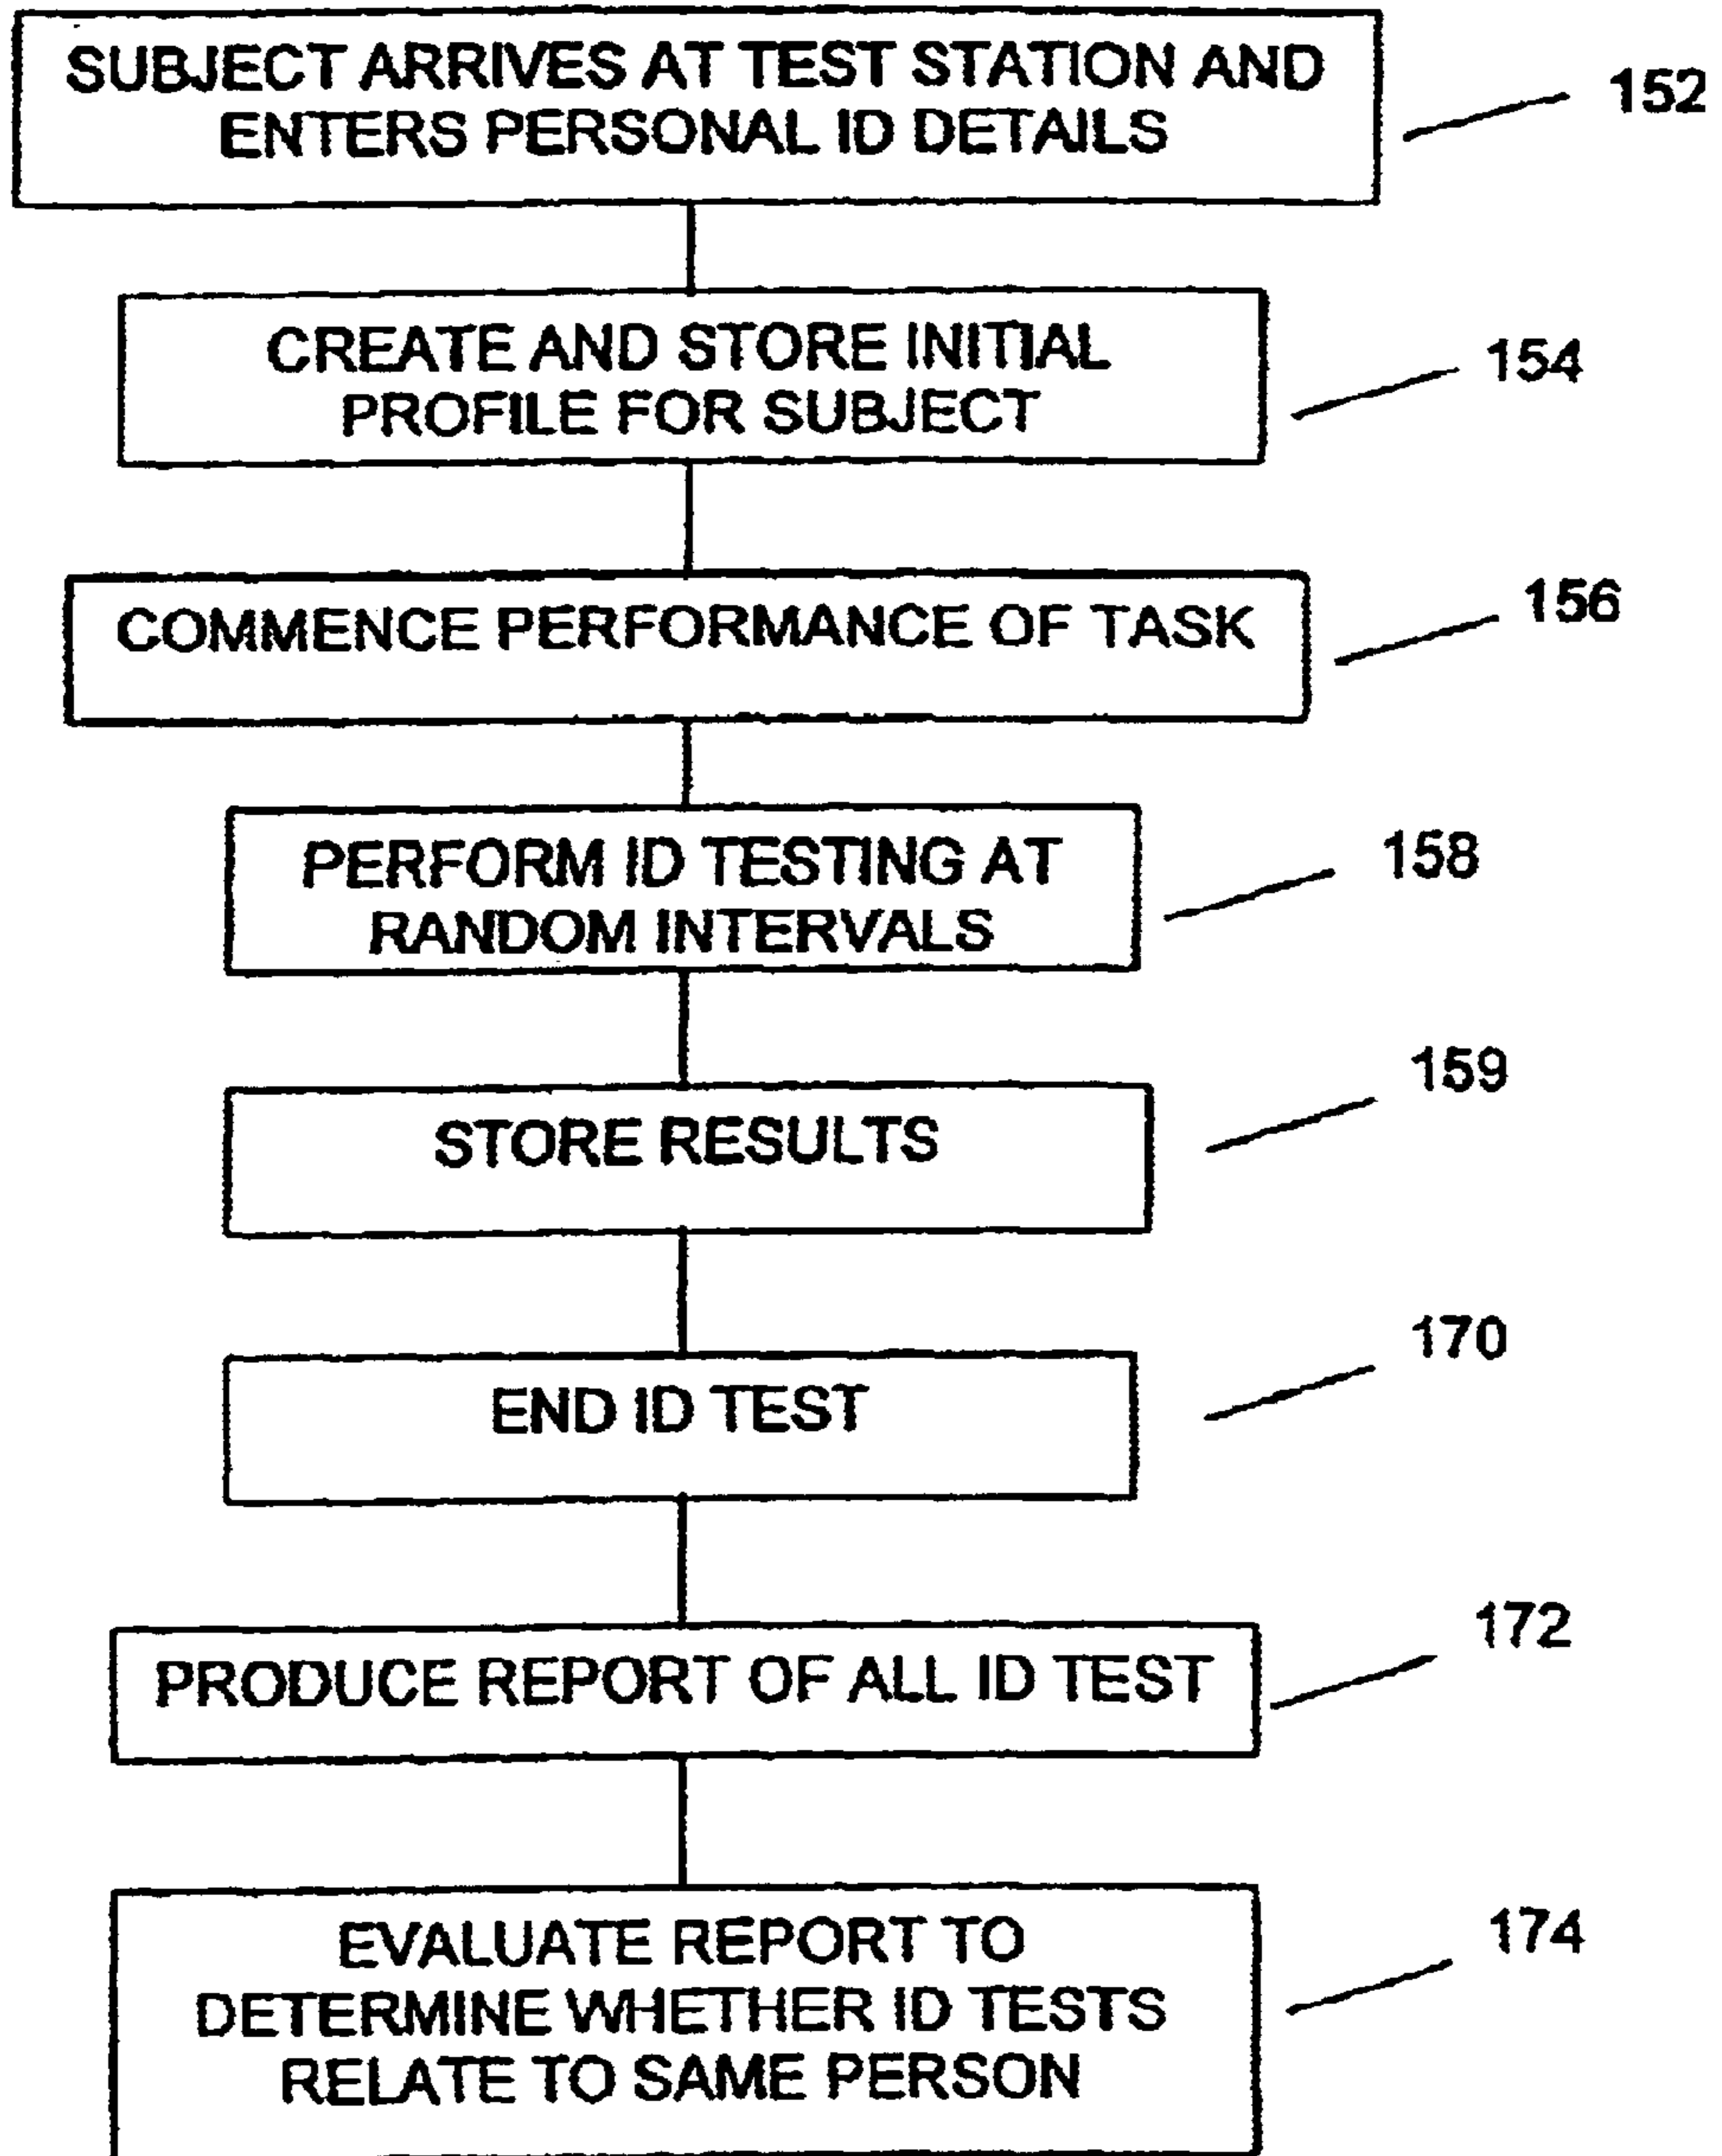 SUBJECT ARRIVES AT TEST STATION AND
ENTERS PERSONAL ID DETAILS
152
CREATE AND STORE INITIAL
PROFILE FOR SUBJECT
154
COMMENCE PERFORMANCE OF TASK
156
PERFORM ID TESTING AT
RANDOM INTERVALS
158
STORE RESULTS
159
END ID TEST
170
PRODUCE REPORT OF ALL ID TEST
172
EVALUATE REPORT TO
DETERMINE WHETHER ID TESTS
RELATE TO SAME PERSON
174